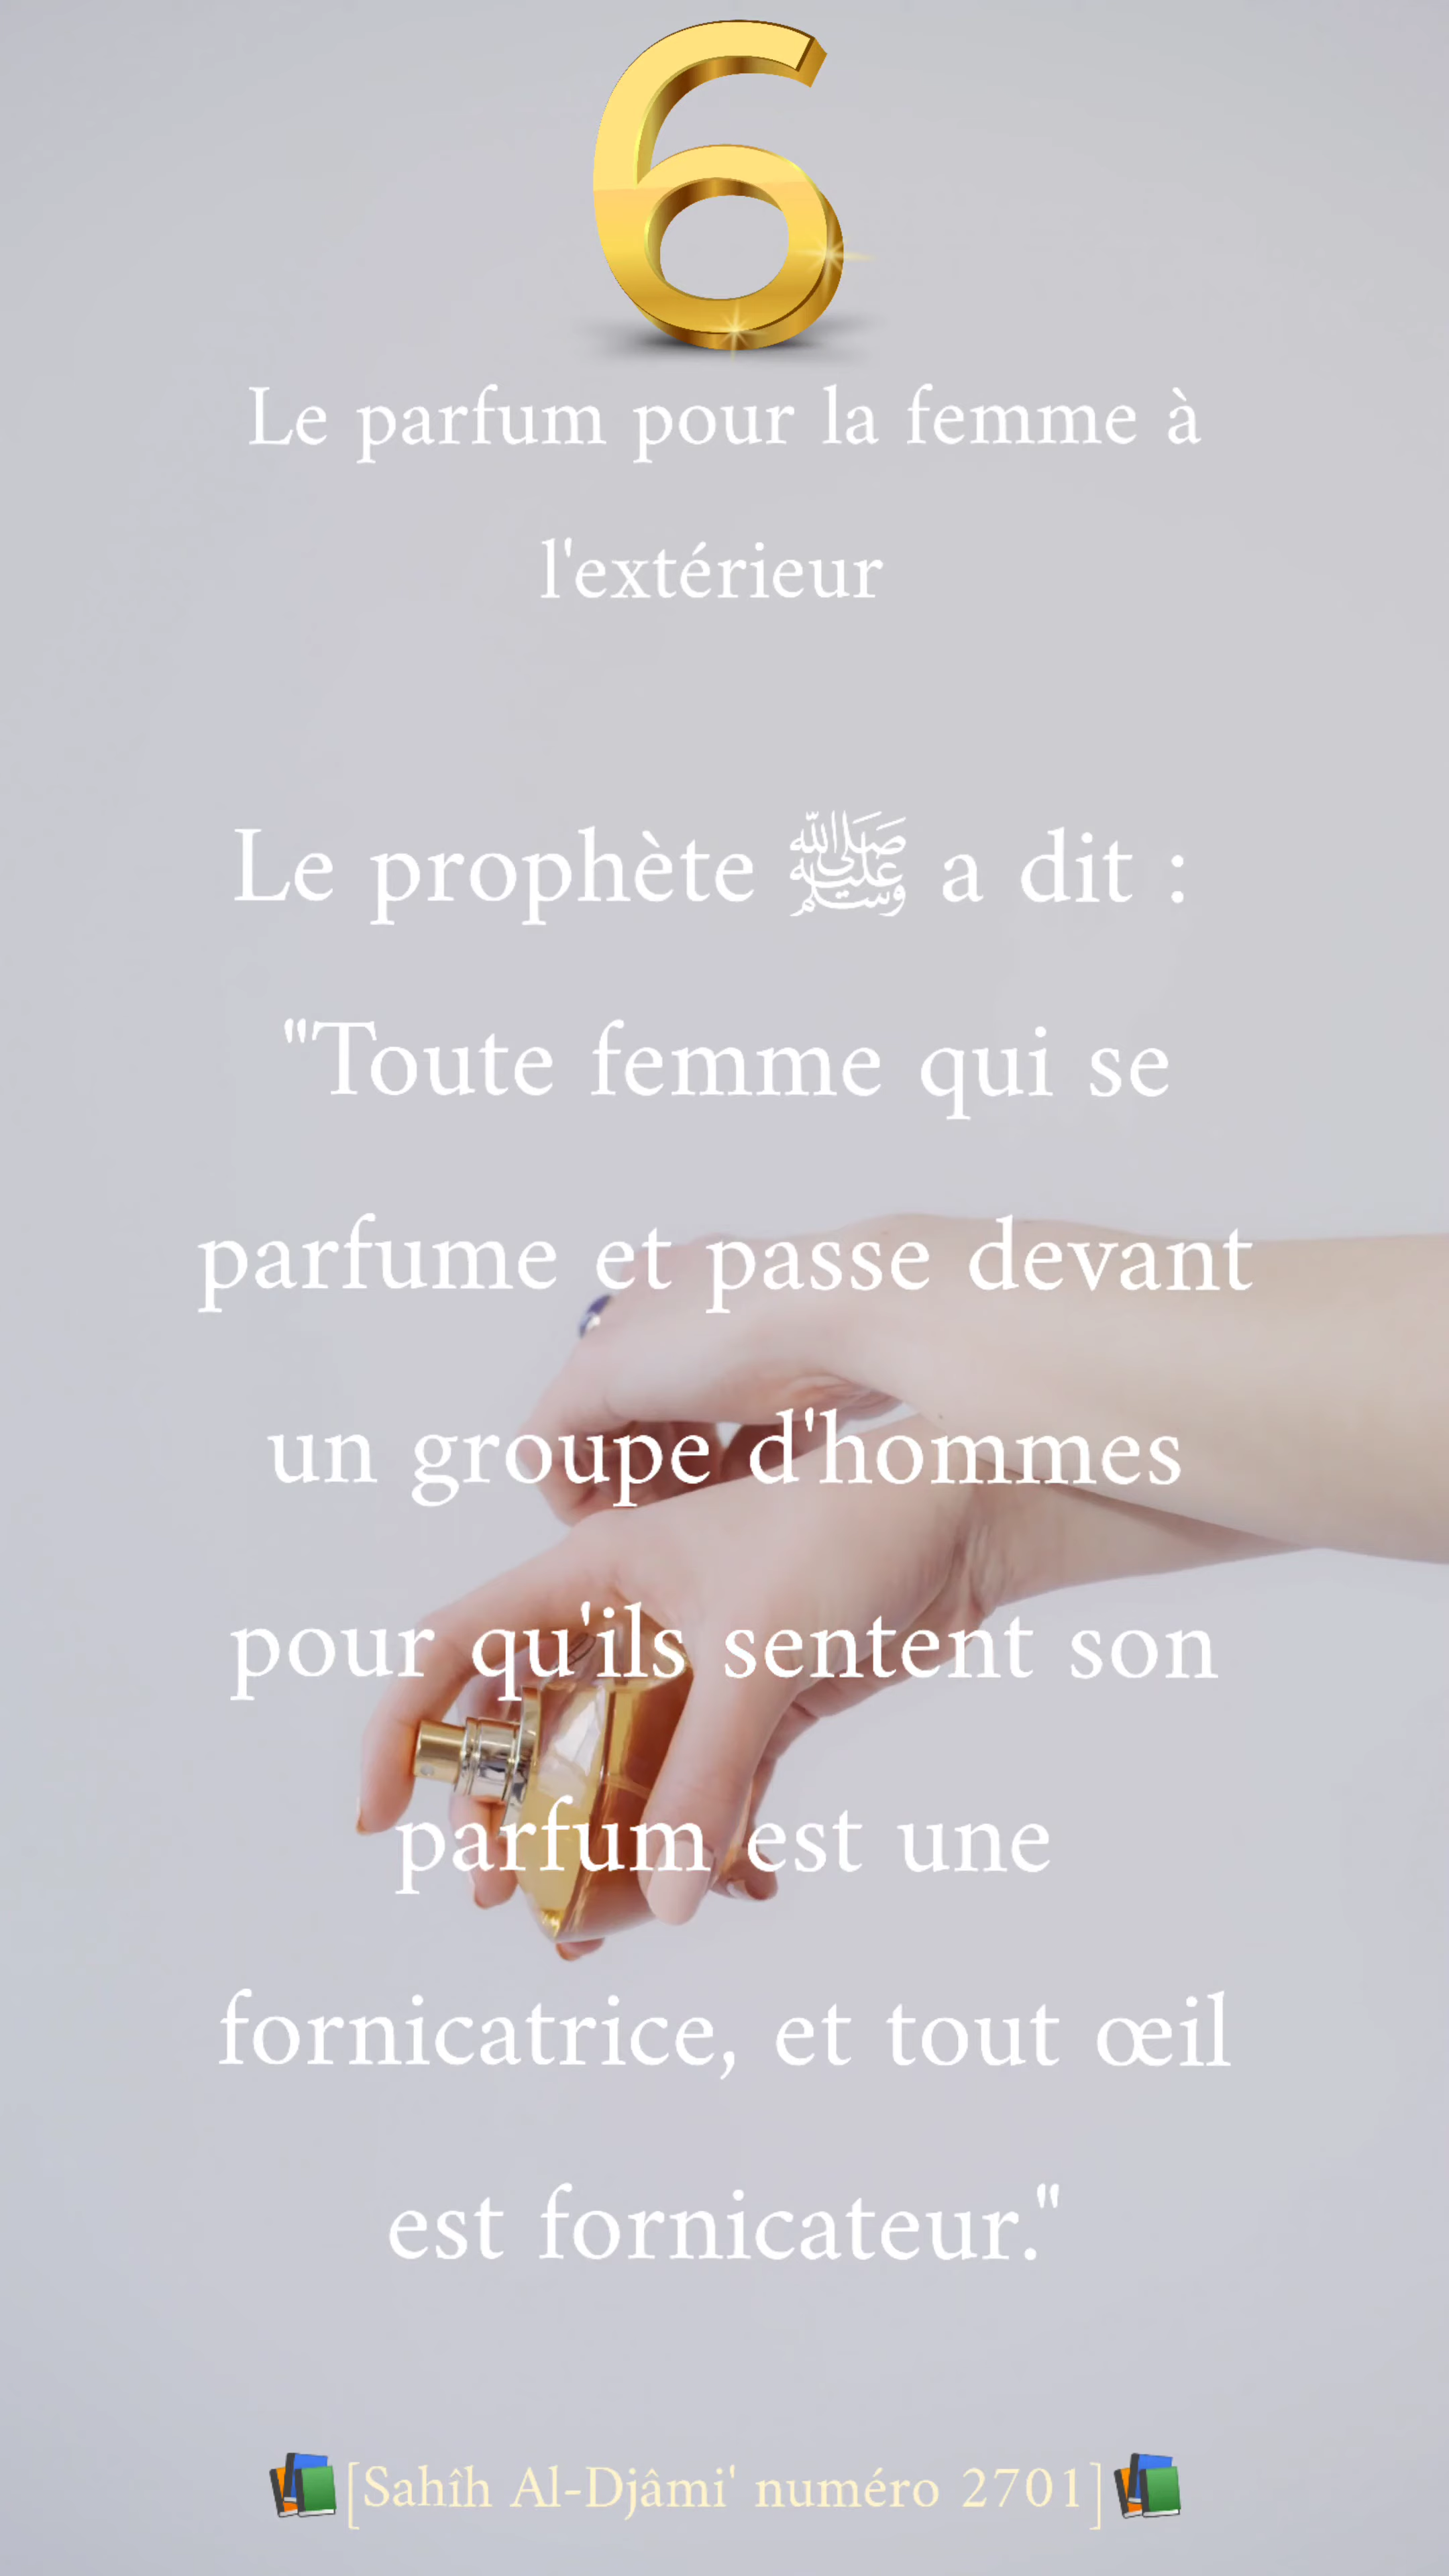 6
Le parfum pour la femme à
l'extérieur
Le prophète ﷺ a dit :
"Toute femme qui se
parfume et passe devant
un groupe d'hommes
pour qu'ils sentent son
parfum est une
fornicatrice, et tout œil
est fornicateur."
[Sahîh Al-Djâmi' numéro 2701]